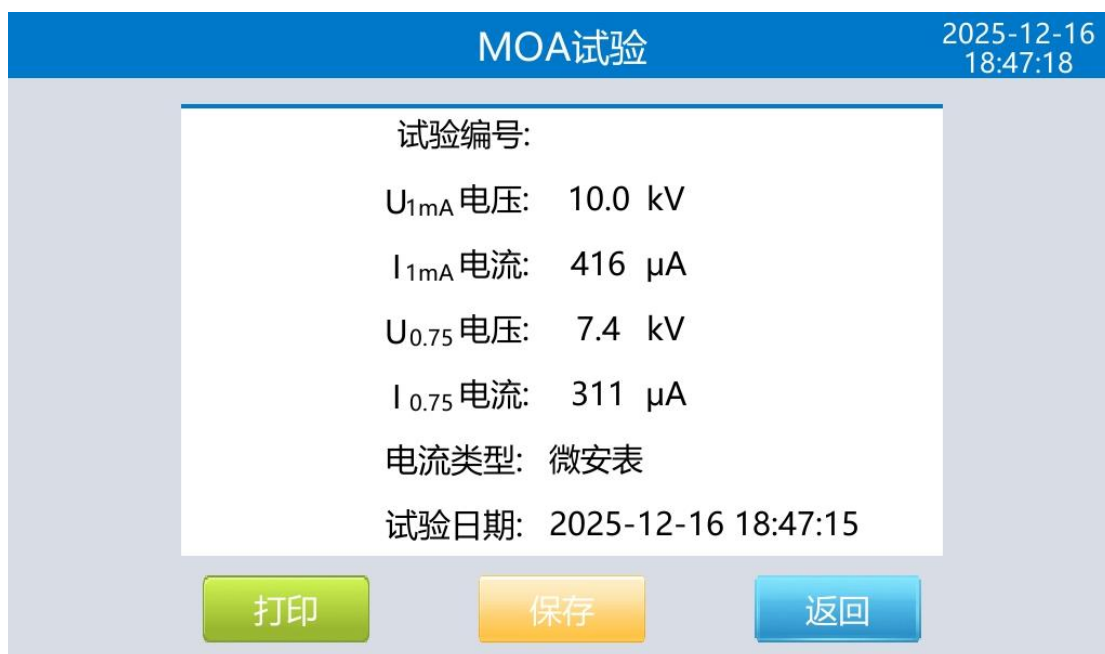 MOA试验
2025-12-16
18:47:18
试验编号:
U1mA电压: 10.0 kV
I1mA电流: 416 μA
U0.75电压: 7.4 kV
I0.75电流: 311 μA
电流类型: 微安表
试验日期: 2025-12-16 18:47:15
打印
保存
返回